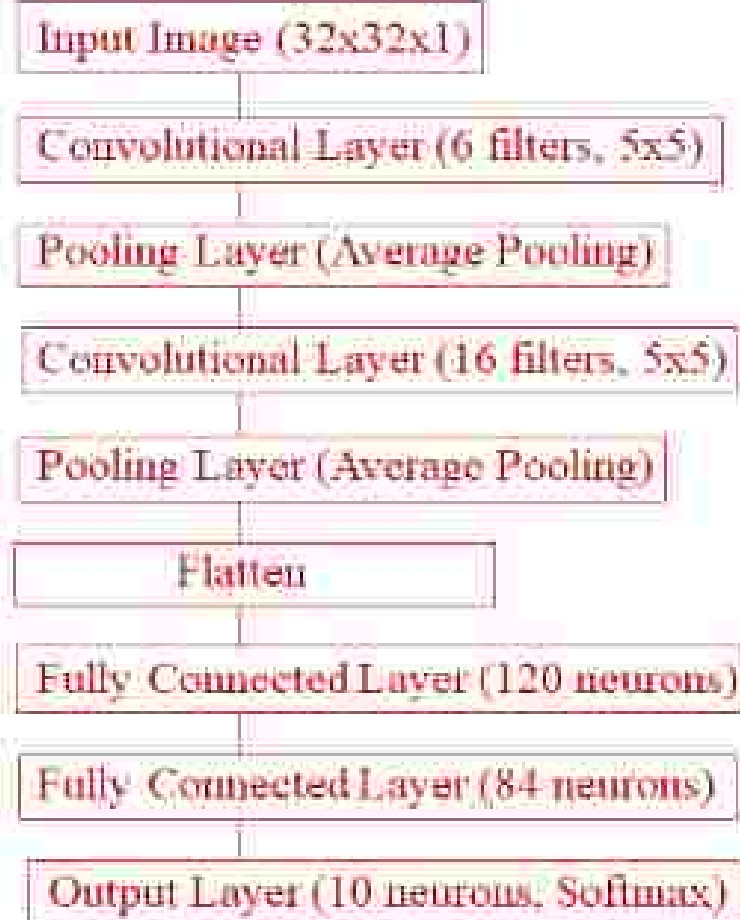 Input Image (32x32x1)
Convolutional Layer (6 filters, 5x5)
Pooling Layer (Average Pooling)
Convolutional Layer (16 filters, 5x5)
Pooling Layer (Average Pooling)
Flatten
Fully Connected Layer (120 neurons)
Fully Connected Layer (84 neurons)
Output Layer (10 neurons, Softmax)